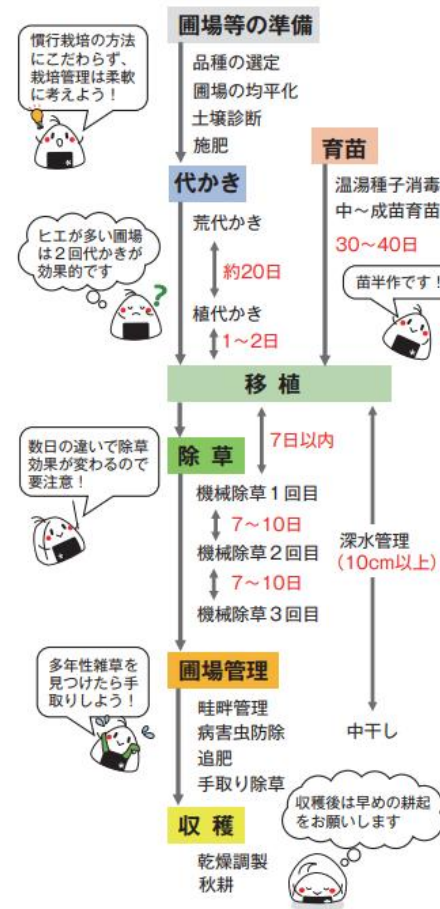 圃場等の準備
慣行栽培の方法
にこだわらず、
栽培管理は柔軟
に考えよう！
品種の選定
圃場の均平化
土壌診断
施肥
育苗
温湯種子消毒
中～成苗育苗
30～40日
苗半作です！
代かき
荒代かき
約20日
植代かき
1～2日
ヒエが多い圃場
は２回代かきが
効果的です
?
移植
7日以内
除草
数日の違いで除草
効果が変わるので
要注意！
機械除草１回目
7～10日
機械除草２回目
7～10日
機械除草３回目
深水管理
（10cm以上）
中干し
圃場管理
多年性雑草を
見つけたら手
取りしよう！
畦畔管理
病害虫防除
追肥
手取り除草
収穫
乾燥調製
秋耕
収穫後は早めの耕起
をお願いします